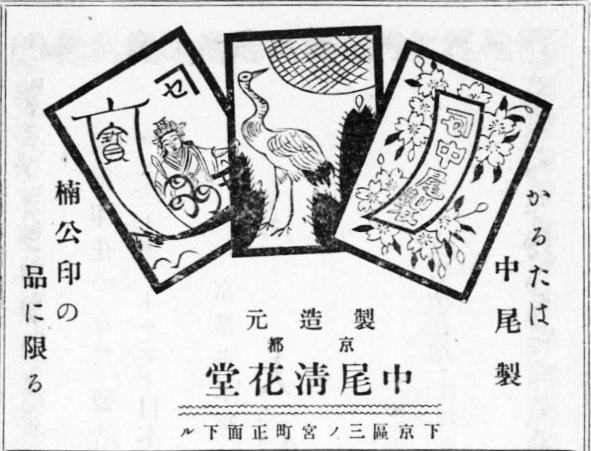 かるたは
中尾製
中尾製
セ
寶
楠公印の
品に限る
製造元
京都
中尾淸花堂
下京區三ノ宮町正面下ル